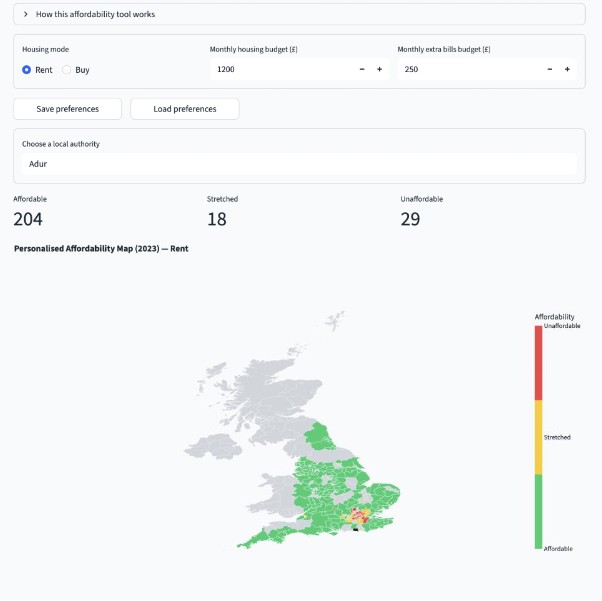 How this affordability tool works
Housing mode
Monthly housing budget (£)
Monthly extra bills budget (£)
Rent
Buy
1200
− +
250
− +
Save preferences
Load preferences
Choose a local authority
Adur
Affordable
Stretched
Unaffordable
204
18
29
Personalised Affordability Map (2023) — Rent
Affordability
Unaffordable
Stretched
Affordable